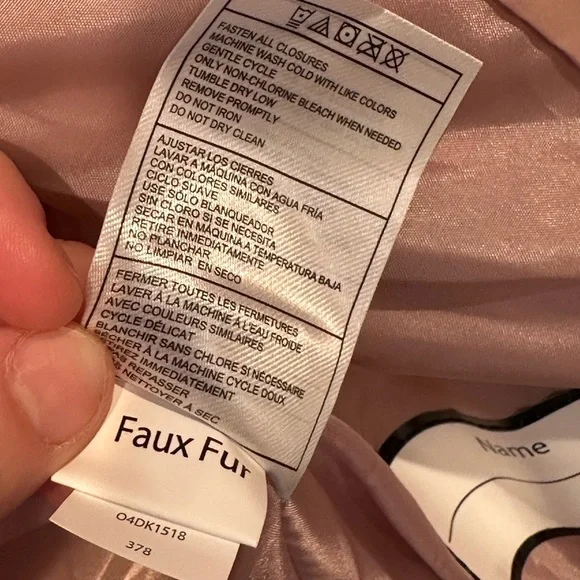 FASTEN ALL CLOSURES
MACHINE WASH COLD WITH LIKE COLORS
GENTLE CYCLE
ONLY NON-CHLORINE BLEACH WHEN NEEDED
TUMBLE DRY LOW
REMOVE PROMPTLY
DO NOT IRON
DO NOT DRY CLEAN
AJUSTAR LOS CIERRES
LAVAR A MÁQUINA CON AGUA FRÍA
CON COLORES SIMILARES
CICLO SUAVE
USE SÓLO BLANQUEADOR
SIN CLORO SI SE NECESITA
SECAR EN MÁQUINA A TEMPERATURA BAJA
RETIRE INMEDIATAMENTE
NO PLANCHAR
NO LIMPIAR EN SECO
FERMER TOUTES LES FERMETURES
LAVER À LA MACHINE À L'EAU FROIDE
AVEC COULEURS SIMILAIRES
CYCLE DÉLICAT
BLANCHIR SANS CHLORE SI NÉCESSAIRE
SÉCHER À LA MACHINE CYCLE DOUX
IMMÉDIATEMENT
REPASSER
NETTOYER À SEC
Faux Fur
O4DK1518
378
Name